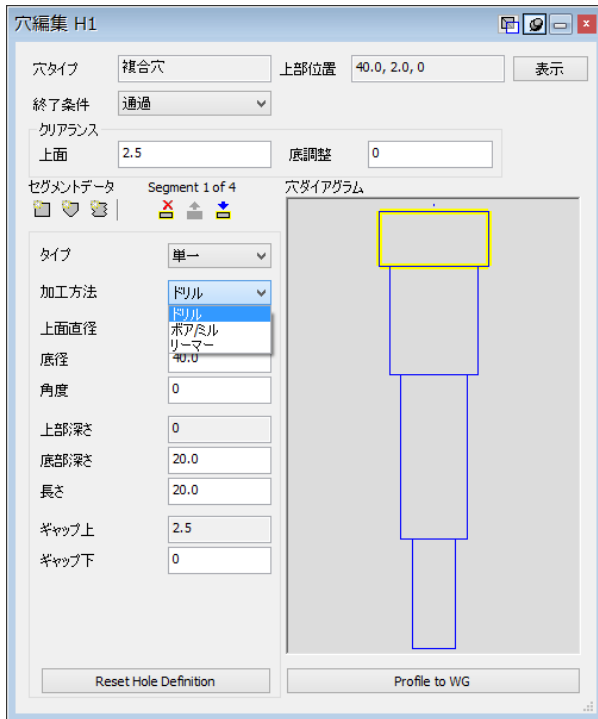 穴編集 H1
穴タイプ 複合穴 上部位置 40.0, 2.0, 0 表示
終了条件 通過
クリアランス
上面 2.5 底調整 0
セグメントデータ Segment 1 of 4 穴ダイアグラム
タイプ 単一
加工方法 ドリル
ドリル
上面直径 ボア/ミル
リーマー
底径 40.0
角度 0
上部深さ 0
底部深さ 20.0
長さ 20.0
ギャップ上 2.5
ギャップ下 0
Reset Hole Definition Profile to WG